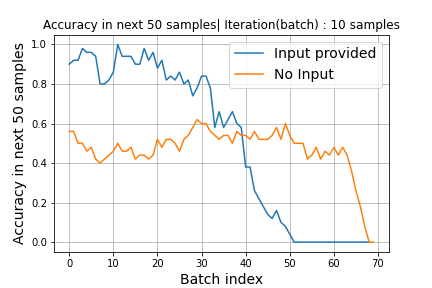 Accuracy in next 50 samples| Iteration(batch) : 10 samples
Input provided
No Input
Accuracy in next 50 samples
1.0
0.8
0.6
0.4
0.2
0.0
0 10 20 30 40 50 60 70
Batch index